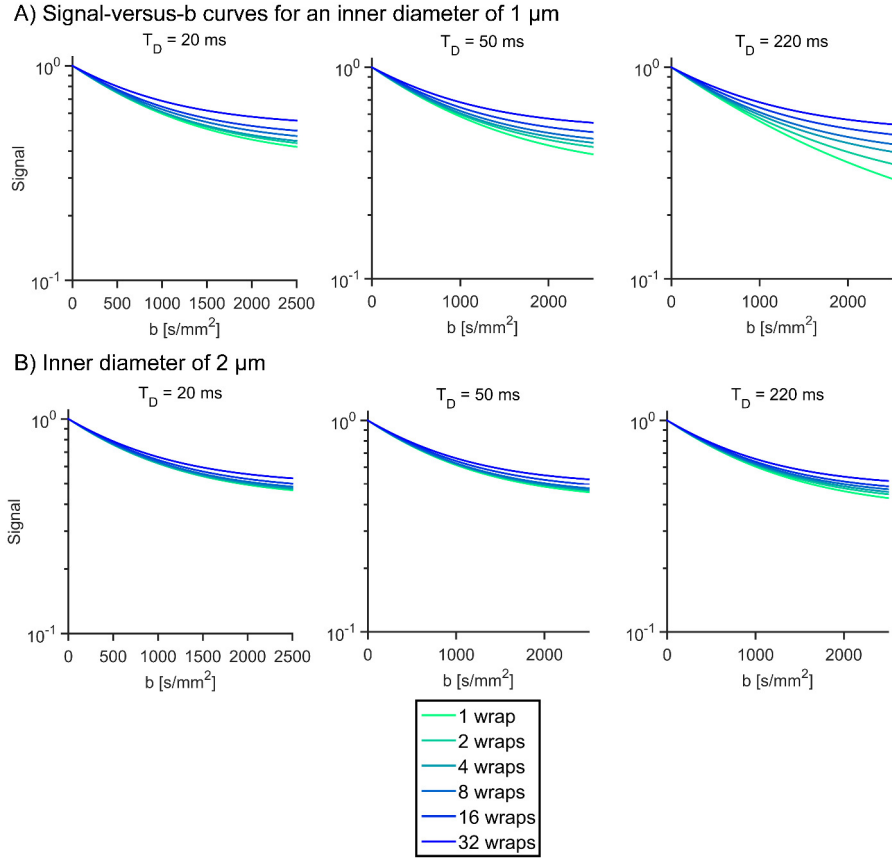 A) Signal-versus-b curves for an inner diameter of 1 µm
T_D = 20 ms
T_D = 50 ms
T_D = 220 ms
10^0
10^0
10^0
Signal
10^-1
10^-1
10^-1
0 500 1000 1500 2000 2500
0 1000 2000
0 1000 2000
b [s/mm^2]
b [s/mm^2]
b [s/mm^2]
B) Inner diameter of 2 µm
T_D = 20 ms
T_D = 50 ms
T_D = 220 ms
10^0
10^0
10^0
Signal
10^-1
10^-1
10^-1
0 500 1000 1500 2000 2500
0 1000 2000
0 1000 2000
b [s/mm^2]
b [s/mm^2]
b [s/mm^2]
1 wrap
2 wraps
4 wraps
8 wraps
16 wraps
32 wraps